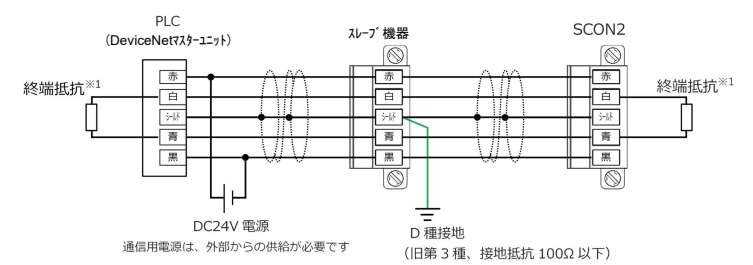 PLC
(DeviceNetﾏｽﾀｰﾕﾆｯﾄ)
ｽﾚｰﾌﾞ機器
SCON2
終端抵抗※1
終端抵抗※1
赤
白
ｼｰﾙﾄﾞ
青
黒
赤
白
ｼｰﾙﾄﾞ
青
黒
赤
白
ｼｰﾙﾄﾞ
青
黒
DC24V 電源
通信用電源は、外部からの供給が必要です
D 種接地
（旧第 3 種、接地抵抗 100Ω 以下）